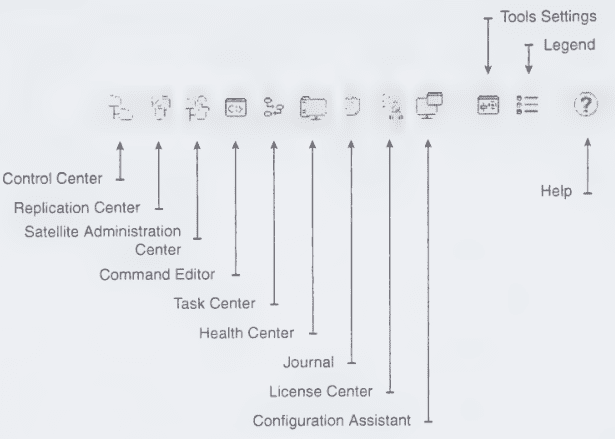 Tools Settings
Legend
Control Center
Help
Replication Center
Satellite Administration
Center
Command Editor
Task Center
Health Center
Journal
License Center
Configuration Assistant